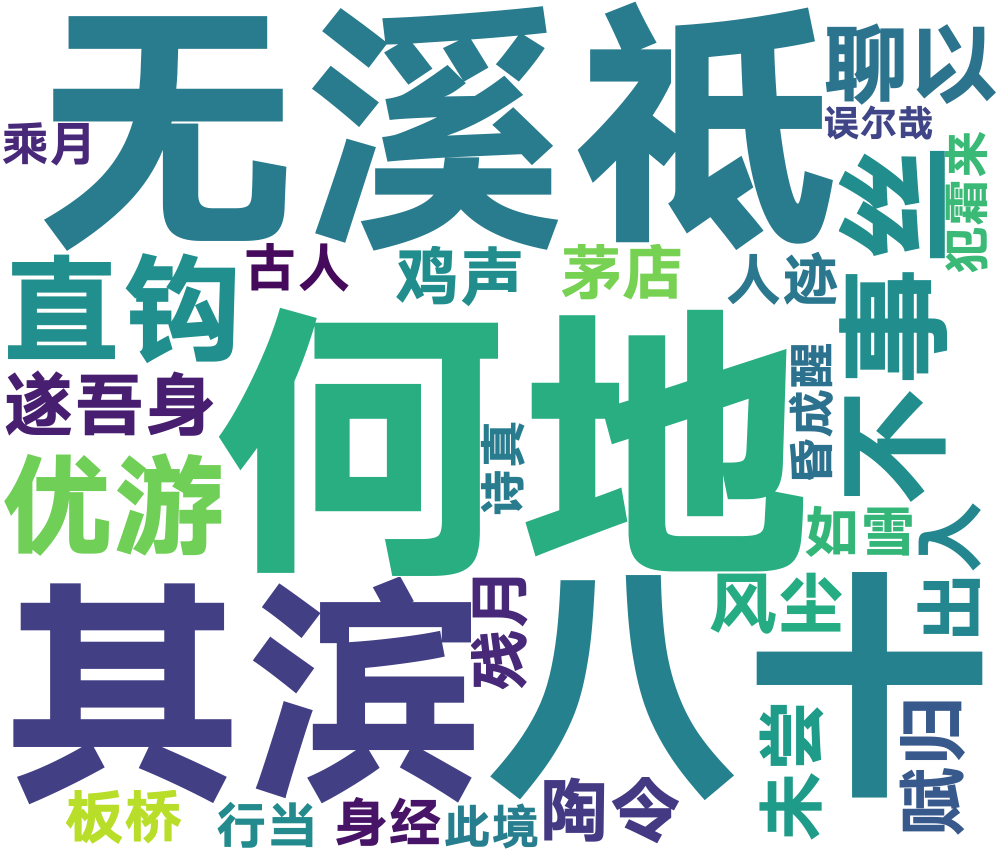 无溪祇
聊以
误尔哉
乘月
犯霜来
丝
直钩
古人
鸡声
茅店
人迹
不事
遂吾身
何地
昏成醒
诗真
优游
如雪
出人
其滨
残月
八十
风尘
未尝
赋归
板桥
行当
身经
此境
陶令